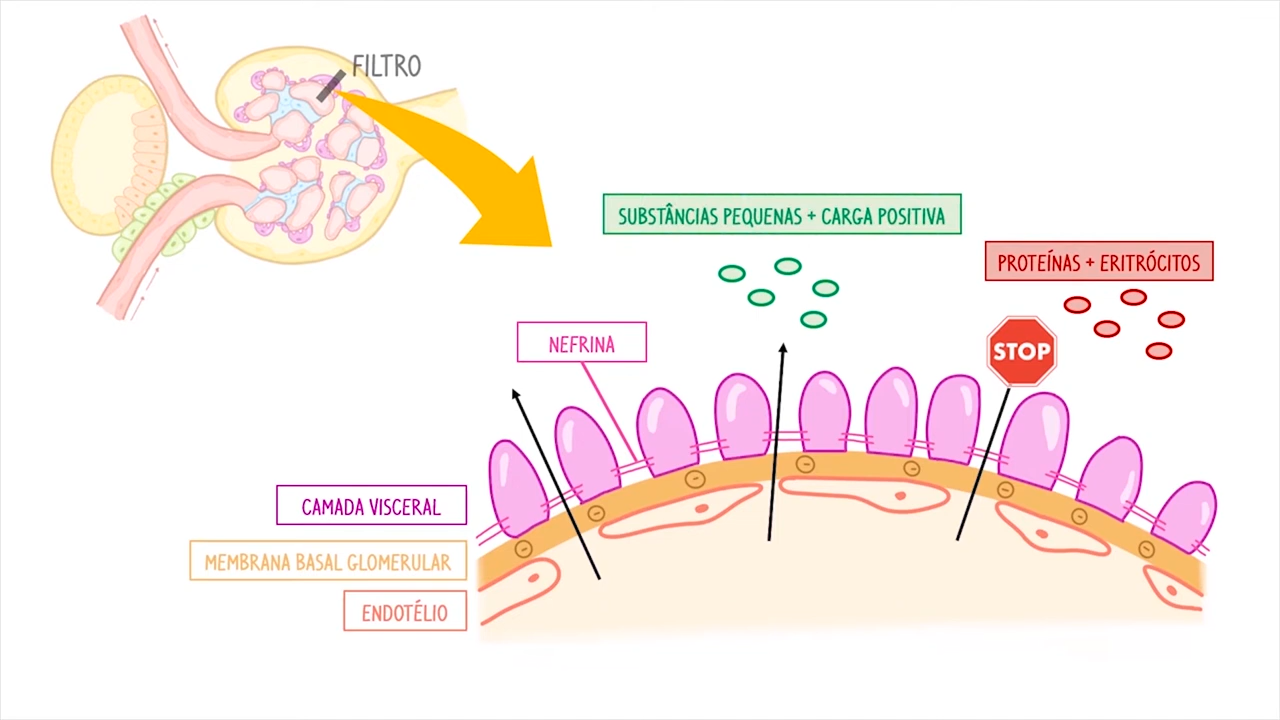 FILTRO
SUBSTÂNCIAS PEQUENAS + CARGA POSITIVA
PROTEÍNAS + ERITRÓCITOS
STOP
NEFRINA
CAMADA VISCERAL
MEMBRANA BASAL GLOMERULAR
ENDOTÉLIO